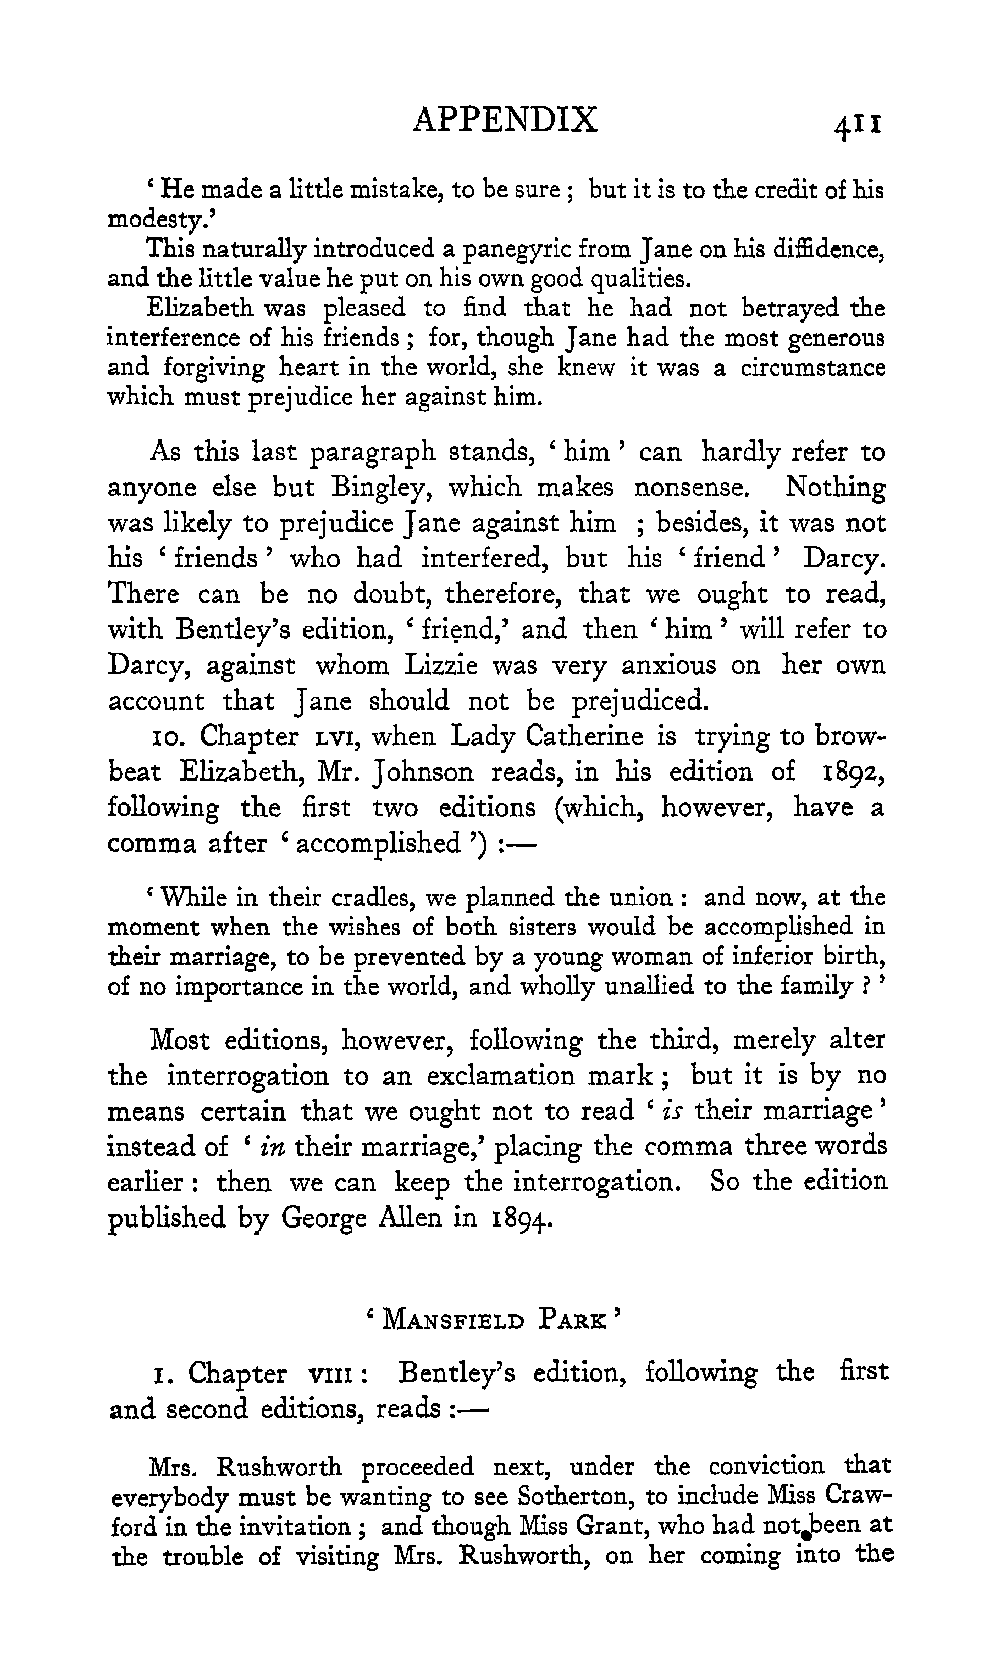 APPENDIX 411
‘ He made a little mistake, to be sure ; but it is to the credit of his
modesty.’
This naturally introduced a panegyric from Jane on his diffidence,
and the little value he put on his own good qualities.
Elizabeth was pleased to find that he had not betrayed the
interference of his friends ; for, though Jane had the most generous
and forgiving heart in the world, she knew it was a circumstance
which must prejudice her against him.
As this last paragraph stands, ‘ him ’ can hardly refer to
anyone else but Bingley, which makes nonsense. Nothing
was likely to prejudice Jane against him ; besides, it was not
his ‘ friends ’ who had interfered, but his ‘ friend ’ Darcy.
There can be no doubt, therefore, that we ought to read,
with Bentley’s edition, ‘ friend,’ and then ‘ him ’ will refer to
Darcy, against whom Lizzie was very anxious on her own
account that Jane should not be prejudiced.
10. Chapter LVI, when Lady Catherine is trying to brow-
beat Elizabeth, Mr. Johnson reads, in his edition of 1892,
following the first two editions (which, however, have a
comma after ‘ accomplished ’) :—
‘ While in their cradles, we planned the union : and now, at the
moment when the wishes of both sisters would be accomplished in
their marriage, to be prevented by a young woman of inferior birth,
of no importance in the world, and wholly unallied to the family ? ’
Most editions, however, following the third, merely alter
the interrogation to an exclamation mark ; but it is by no
means certain that we ought not to read ‘ is their marriage ’
instead of ‘ in their marriage,’ placing the comma three words
earlier : then we can keep the interrogation. So the edition
published by George Allen in 1894.
‘ MANSFIELD PARK ’
1. Chapter VIII : Bentley’s edition, following the first
and second editions, reads :—
Mrs. Rushworth proceeded next, under the conviction that
everybody must be wanting to see Sotherton, to include Miss Craw-
ford in the invitation ; and though Miss Grant, who had not been at
the trouble of visiting Mrs. Rushworth, on her coming into the